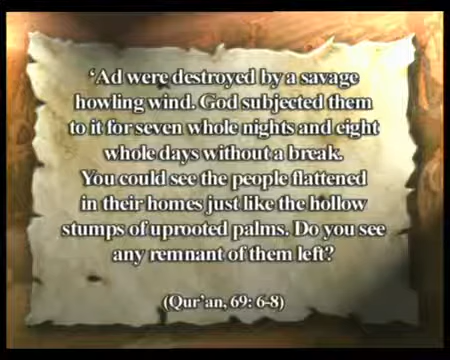 ‘Ad were destroyed by a savage
howling wind. God subjected them
to it for seven whole nights and eight
whole days without a break.
You could see the people flattened
in their homes just like the hollow
stumps of uprooted palms. Do you see
any remnant of them left?
(Qur’an, 69: 6-8)